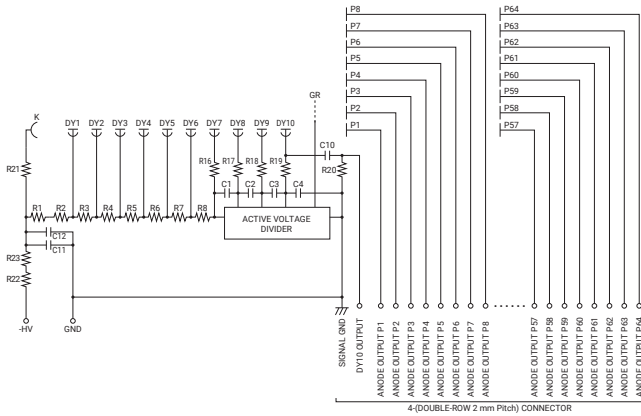 P8
P64
P7
P63
P6
P62
P5
P61
GR
P4
P60
P3
P59
K
DY1 DY2 DY3 DY4 DY5 DY6 DY7 DY8 DY9 DY10
P2
P58
P1
P57
C10
R21
R16 R17 R18 R19 R20
C1 C2 C3 C4
R1 R2 R3 R4 R5 R6 R7 R8
ACTIVE VOLTAGE
DIVIDER
C12
C11
R23
R22
-HV
GND
SIGNAL GND
DY10 OUTPUT
ANODE OUTPUT P1
ANODE OUTPUT P2
ANODE OUTPUT P3
ANODE OUTPUT P4
ANODE OUTPUT P5
ANODE OUTPUT P6
ANODE OUTPUT P7
ANODE OUTPUT P8
ANODE OUTPUT P57
ANODE OUTPUT P58
ANODE OUTPUT P59
ANODE OUTPUT P60
ANODE OUTPUT P61
ANODE OUTPUT P62
ANODE OUTPUT P63
ANODE OUTPUT P64
4-(DOUBLE-ROW 2 mm Pitch) CONNECTOR